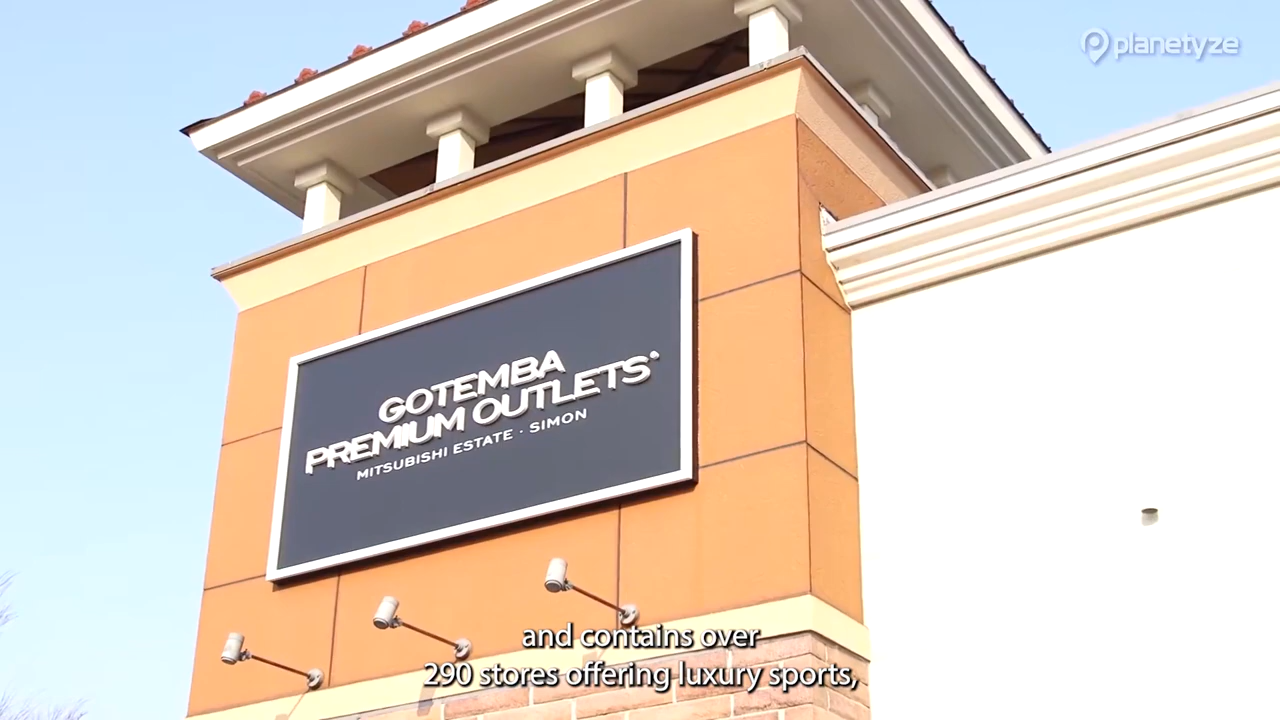 planetyze
GOTEMBA
PREMIUM OUTLETS
MITSUBISHI ESTATE · SIMON
and contains over
290 stores offering luxury sports,